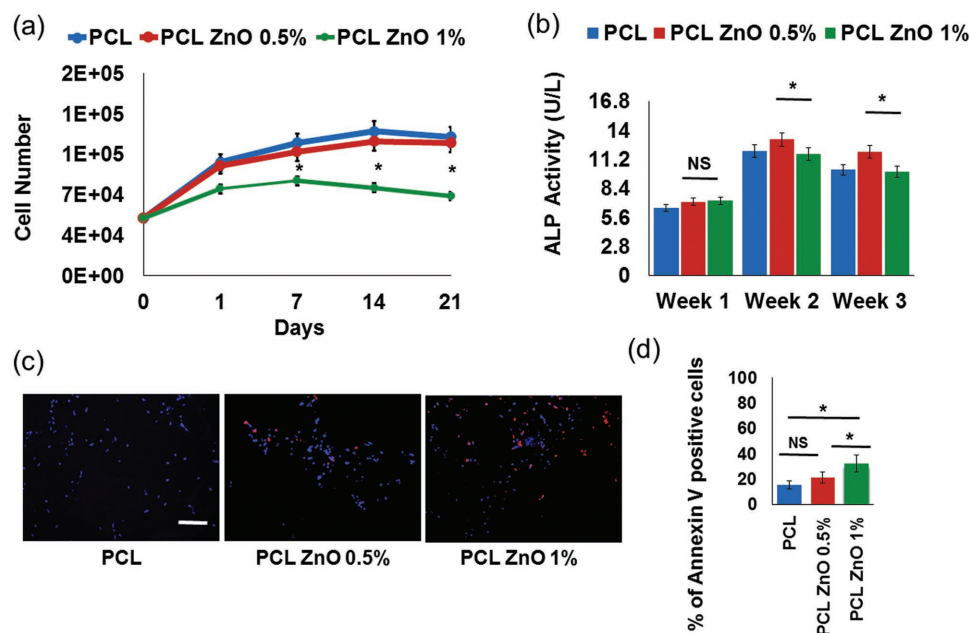 (a)
PCL PCL ZnO 0.5% PCL ZnO 1%
Cell Number
2E+05
1E+05
1E+05
7E+04
4E+04
0E+00
* * *
0 1 7 14 21
Days
(b)
PCL PCL ZnO 0.5% PCL ZnO 1%
ALP Activity (U/L)
16.8
14
11.2
8.4
5.6
2.8
0
NS * *
Week 1 Week 2 Week 3
(c)
PCL PCL ZnO 0.5% PCL ZnO 1%
(d)
% of Annexin V positive cells
100
80
60
40
20
0
*
NS *
PCL
PCL ZnO 0.5%
PCL ZnO 1%